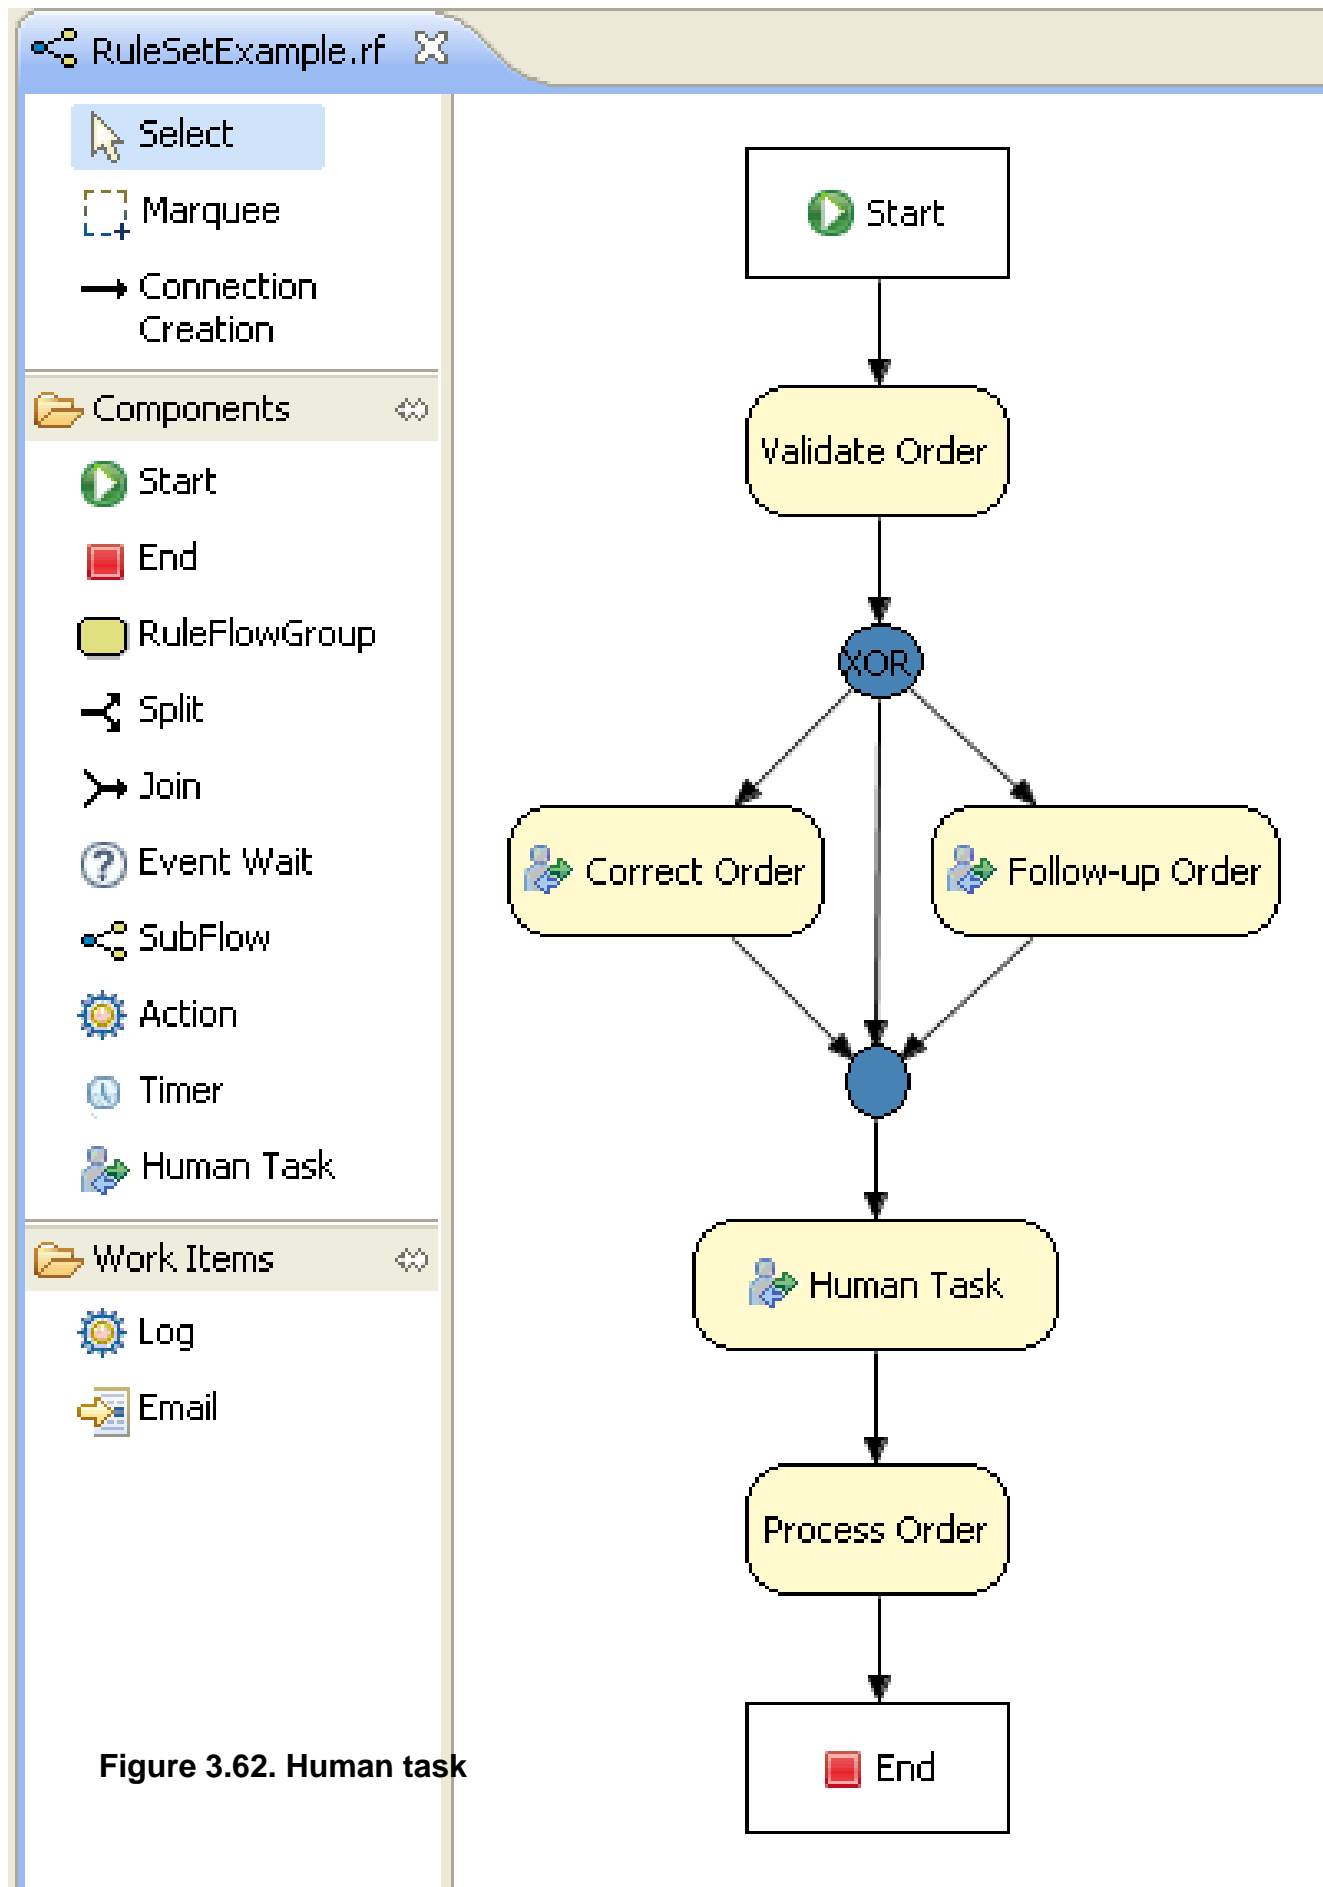 RuleSetExample.rf
Select
Marquee
Connection
Creation
Components
Start
End
RuleFlowGroup
Split
Join
Event Wait
SubFlow
Action
Timer
Human Task
Work Items
Log
Email
Start
Validate Order
XOR
Correct Order
Follow-up Order
Human Task
Process Order
End
Figure 3.62. Human task